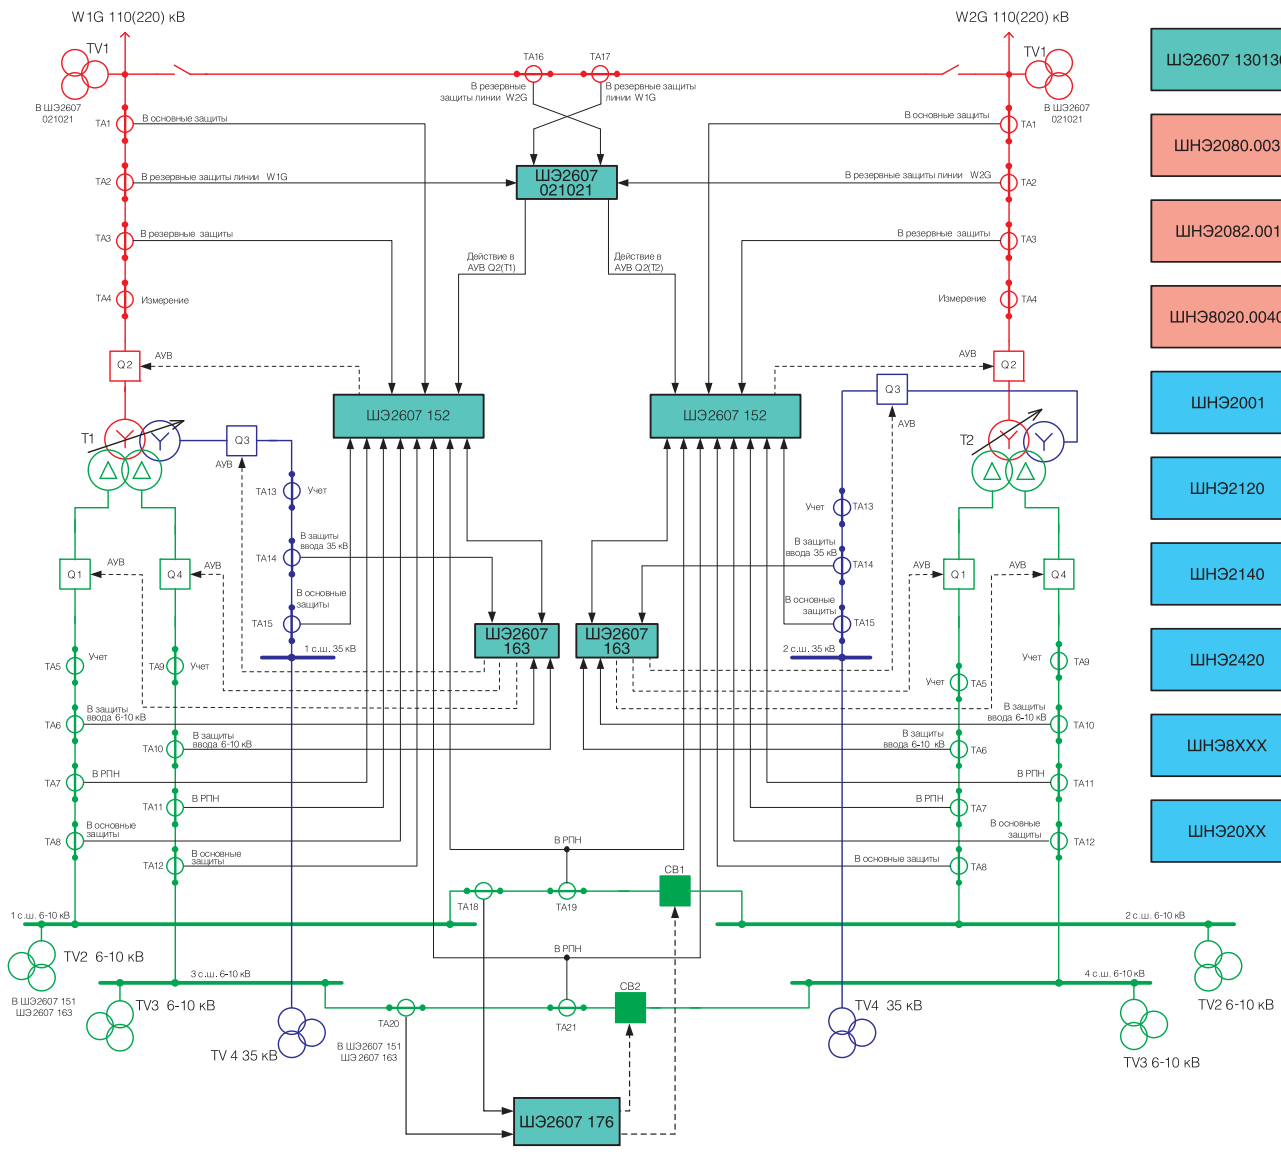 W1G 110(220) кВ
W2G 110(220) кВ
TV1
TV1
TA16
TA17
В резервные
защиты линии W2G
В резервные защиты
линии W1G
В ШЭ2607
021021
В ШЭ2607
021021
TA1
В основные защиты
В основные защиты
TA1
TA2
В резервные защиты линии W1G
ШЭ2607
021021
В резервные защиты линии W2G
TA2
TA3
В резервные защиты
В резервные защиты
TA3
Действие в
АУВ Q2(T1)
Действие в
АУВ Q2(T2)
TA4
Измерение
Измерение
TA4
Q2
АУВ
АУВ
Q2
ШЭ2607 152
ШЭ2607 152
T1
Q3
АУВ
Q3
АУВ
T2
TA13
Учет
Учет
TA13
TA14
В защиты
ввода 35 кВ
В защиты
ввода 35 кВ
TA14
Q1
АУВ
Q4
АУВ
АУВ
Q1
АУВ
Q4
TA15
В основные
защиты
В основные
защиты
TA15
ШЭ2607
163
ШЭ2607
163
1 с.ш. 35 кВ
2 с.ш. 35 кВ
TA5
Учет
TA9
Учет
Учет
TA5
Учет
TA9
TA6
В защиты
ввода 6-10 кВ
TA10
В защиты
ввода 6-10 кВ
В защиты
ввода 6-10 кВ
TA10
В защиты
ввода 6-10 кВ
TA6
TA7
В РПН
TA11
В РПН
В РПН
TA11
В РПН
TA7
TA8
В основные
защиты
TA12
В основные
защиты
В основные
защиты
TA12
В основные защиты
TA8
В РПН
TA18
TA19
СВ1
1 с.ш. 6-10 кВ
2 с.ш. 6-10 кВ
TV2 6-10 кВ
В ШЭ2607 151
ШЭ2607 163
В РПН
3 с.ш. 6-10 кВ
4 с.ш. 6-10 кВ
TV3 6-10 кВ
TV2 6-10 кВ
TA20
TA21
СВ2
В ШЭ2607 151
ШЭ 2607 163
TV 4 35 кВ
TV4 35 кВ
TV3 6-10 кВ
ШЭ2607 176
ШНЭ2080.003
ШНЭ2082.001
ШНЭ2001
ШНЭ2120
ШНЭ2140
ШНЭ2420
ШНЭ8XXX
ШНЭ20XX